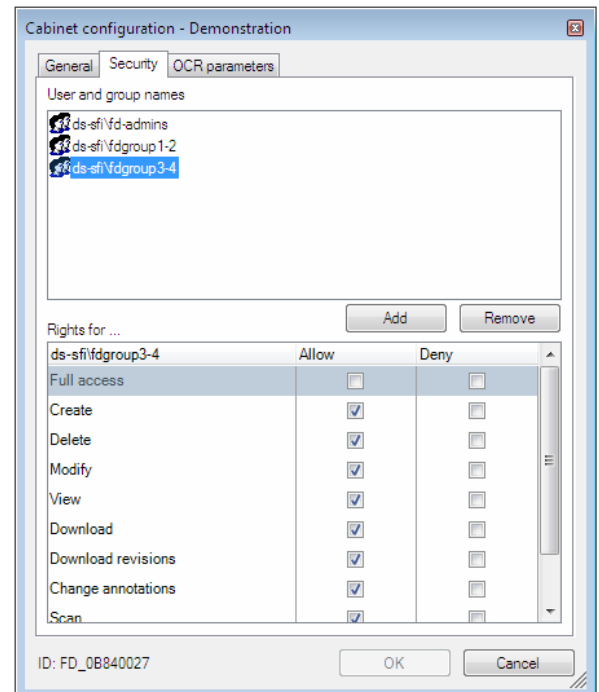 Cabinet configuration - Demonstration
General Security OCR parameters
User and group names
ds-sfi\fd-admins
ds-sfi\fdgroup1-2
ds-sfi\fdgroup3-4
Add Remove
Rights for ...
ds-sfi\fdgroup3-4 Allow Deny
Full access
Create
Delete
Modify
View
Download
Download revisions
Change annotations
Scan
ID: FD_0B840027 OK Cancel